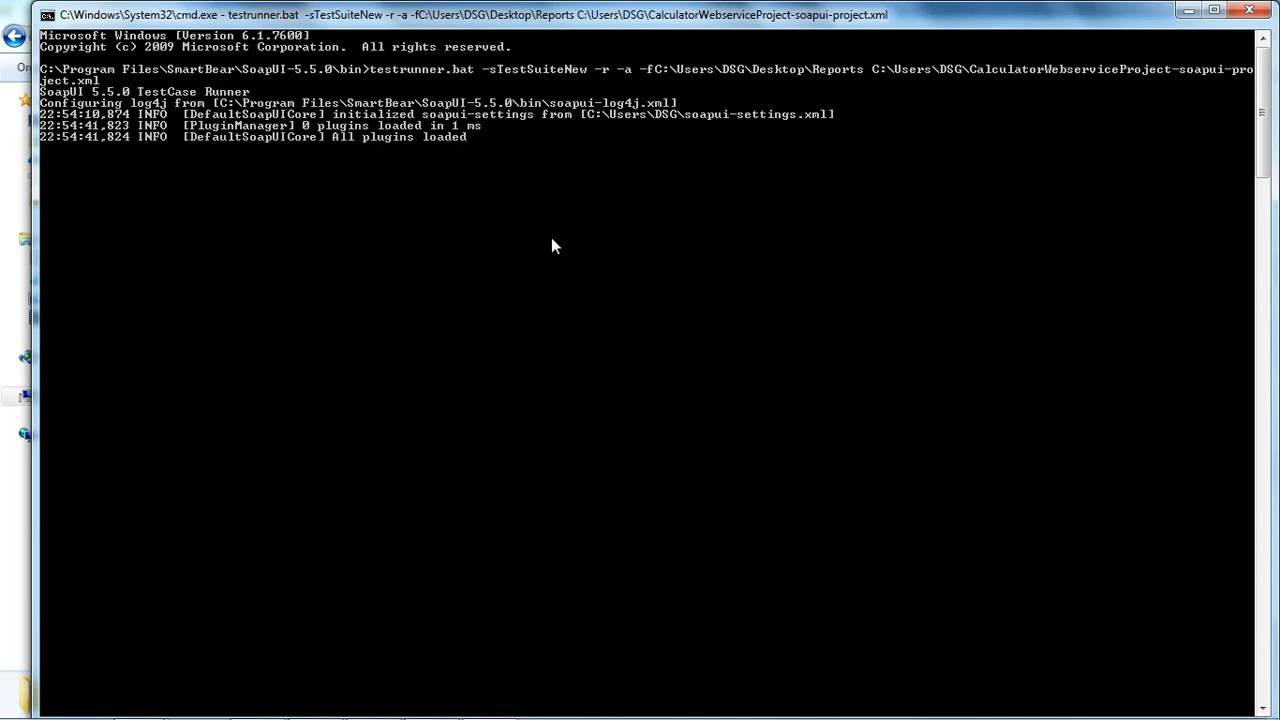 C:\Windows\System32\cmd.exe - testrunner.bat -sTestSuiteNew -r -a -fC:\Users\DSG\Desktop\Reports C:\Users\DSG\CalculatorWebserviceProject-soapui-project.xml
Microsoft Windows [Version 6.1.7600]
Copyright (c) 2009 Microsoft Corporation.  All rights reserved.
C:\Program Files\SmartBear\SoapUI-5.5.0\bin>testrunner.bat -sTestSuiteNew -r -a -fC:\Users\DSG\Desktop\Reports C:\Users\DSG\CalculatorWebserviceProject-soapui-pro
ject.xml
SoapUI 5.5.0 TestCase Runner
Configuring log4j from [C:\Program Files\SmartBear\SoapUI-5.5.0\bin\soapui-log4j.xml]
22:54:10,874 INFO  [DefaultSoapUICore] initialized soapui-settings from [C:\Users\DSG\soapui-settings.xml]
22:54:41,823 INFO  [PluginManager] 0 plugins loaded in 1 ms
22:54:41,824 INFO  [DefaultSoapUICore] All plugins loaded